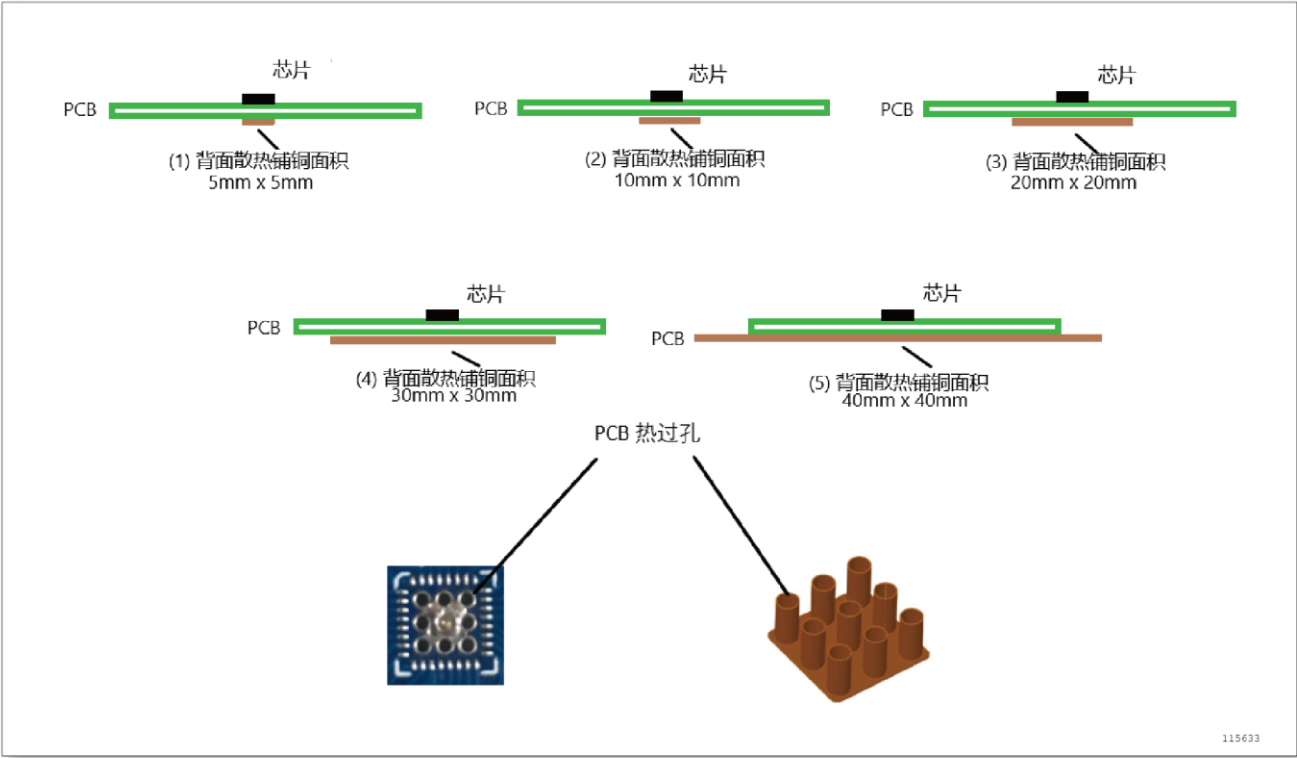 芯片
PCB
(1) 背面散热铺铜面积
5mm x 5mm
芯片
PCB
(2) 背面散热铺铜面积
10mm x 10mm
芯片
PCB
(3) 背面散热铺铜面积
20mm x 20mm
芯片
PCB
(4) 背面散热铺铜面积
30mm x 30mm
芯片
PCB
(5) 背面散热铺铜面积
40mm x 40mm
PCB 热过孔
115633